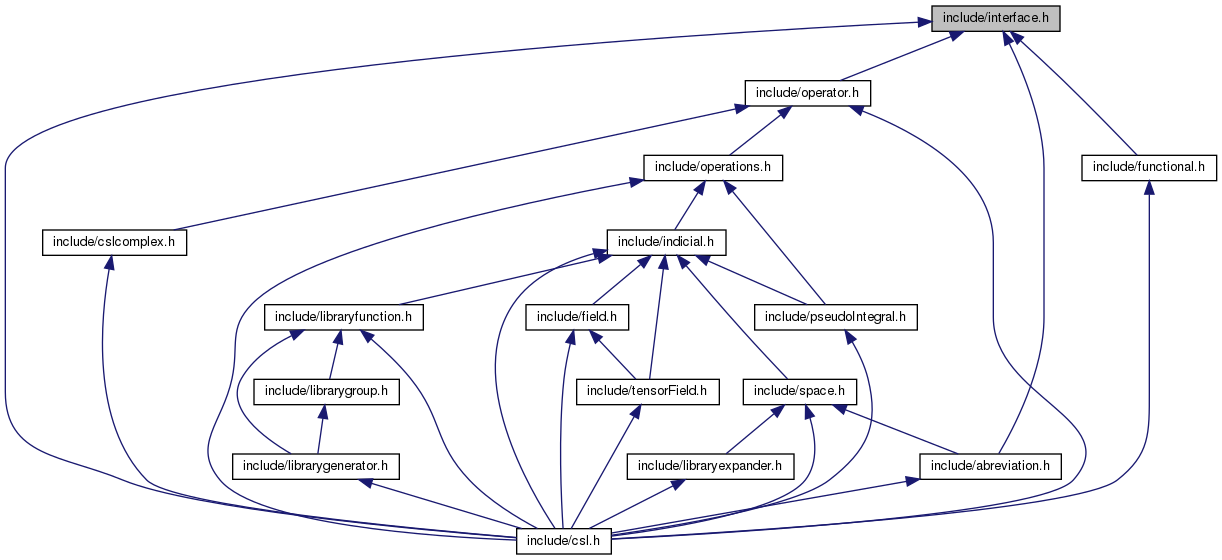 include/interface.h
include/operator.h
include/operations.h
include/functional.h
include/cslcomplex.h
include/indicial.h
include/libraryfunction.h
include/field.h
include/pseudoIntegral.h
include/librarygroup.h
include/tensorField.h
include/space.h
include/librarygenerator.h
include/libraryexpander.h
include/abreviation.h
include/csl.h